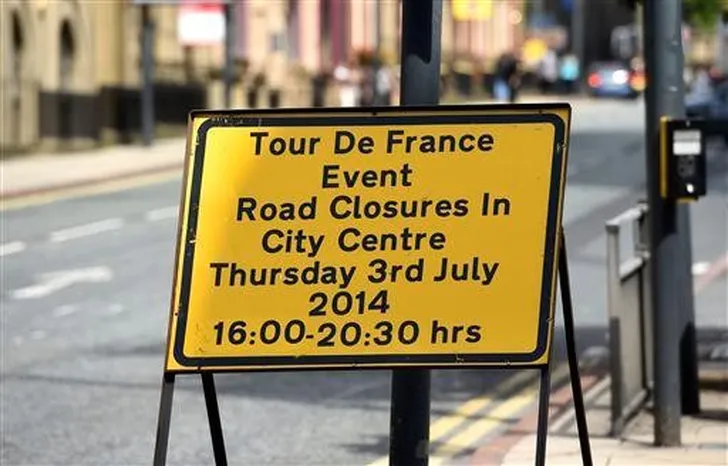 Tour De France
Event
Road Closures In
City Centre
Thursday 3rd July
2014
16:00-20:30 hrs